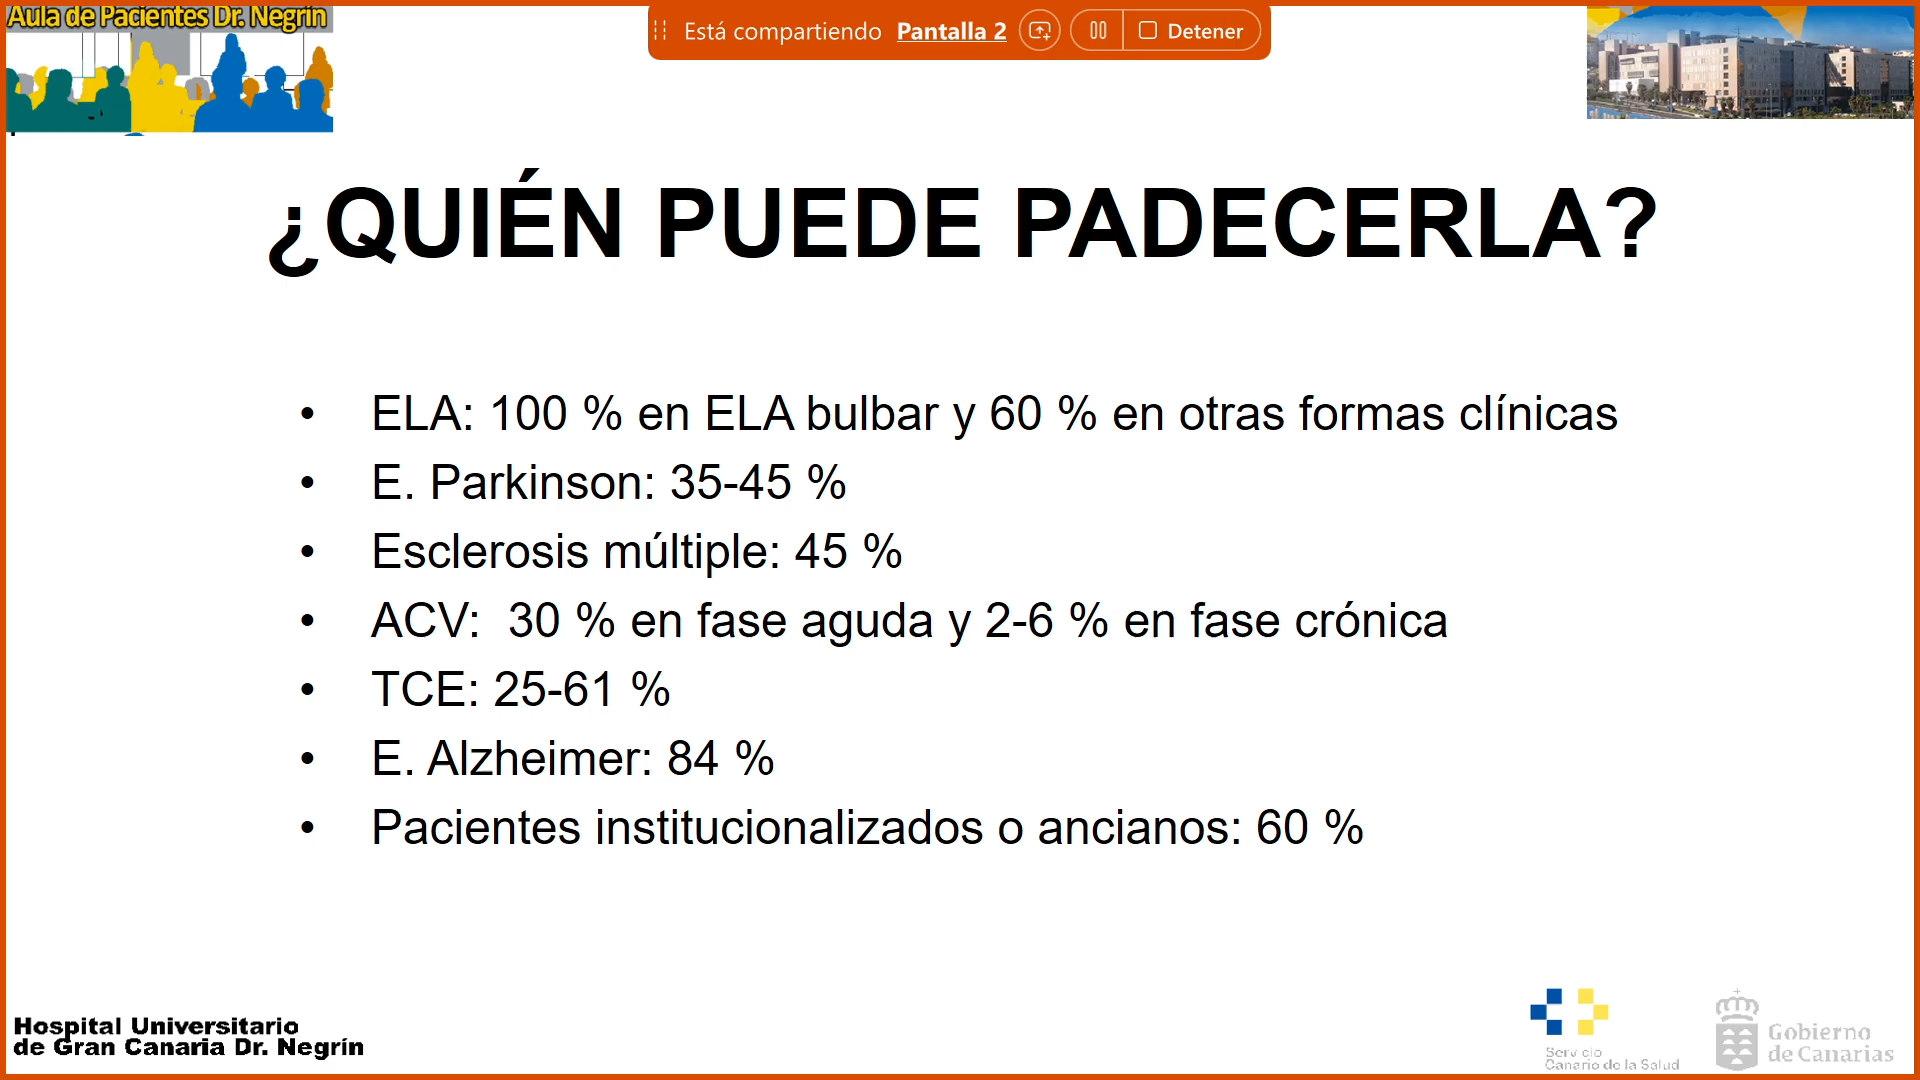 Aula de Pacientes Dr. Negrín
Está compartiendo Pantalla 2 Detener
¿QUIÉN PUEDE PADECERLA?
• ELA: 100 % en ELA bulbar y 60 % en otras formas clínicas
• E. Parkinson: 35-45 %
• Esclerosis múltiple: 45 %
• ACV:  30 % en fase aguda y 2-6 % en fase crónica
• TCE: 25-61 %
• E. Alzheimer: 84 %
• Pacientes institucionalizados o ancianos: 60 %
Hospital Universitario
de Gran Canaria Dr. Negrín
Servicio
Canario de la Salud
Gobierno
de Canarias